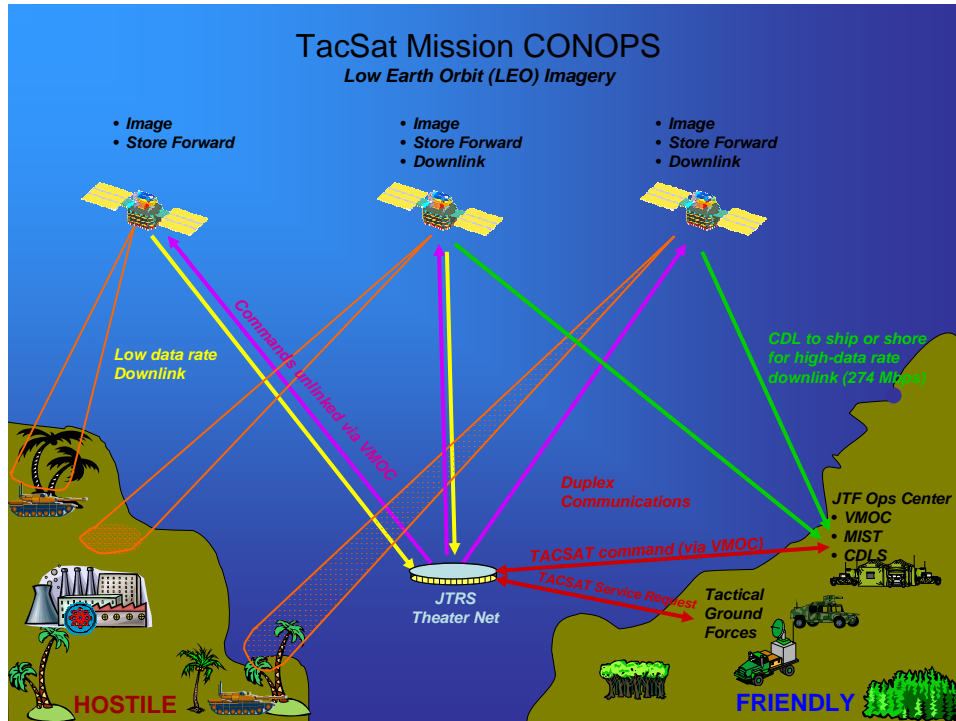 TacSat Mission CONOPS
Low Earth Orbit (LEO) Imagery
• Image
• Store Forward
• Image
• Store Forward
• Downlink
• Image
• Store Forward
• Downlink
Commands unlinked via VMOC
Low data rate
Downlink
CDL to ship or shore
for high-data rate
downlink (274 Mbps)
Duplex
Communications
JTF Ops Center
• VMOC
• MIST
• CDLS
TACSAT command (via VMOC)
TACSAT Service Request
JTRS
Theater Net
Tactical
Ground
Forces
HOSTILE
FRIENDLY